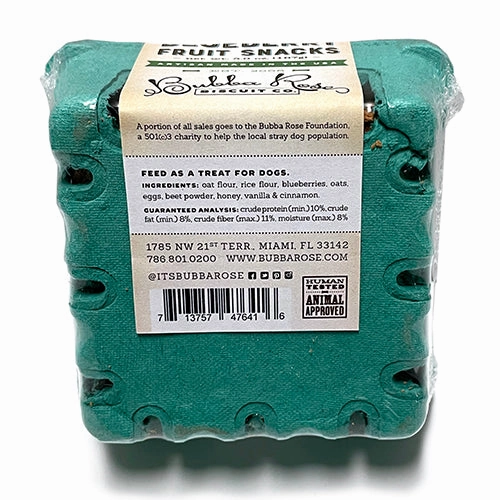 BLUEBERRY
FRUIT SNACKS
ARTISAN MADE IN THE USA
Bubba Rose
BISCUIT CO.
A portion of all sales goes to the Bubba Rose Foundation,
a 501(c)3 charity to help the local stray dog population.
FEED AS A TREAT FOR DOGS.
INGREDIENTS: oat flour, rice flour, blueberries, oats,
eggs, beet powder, honey, vanilla & cinnamon.
GUARANTEED ANALYSIS: crude protein (min.) 10%, crude
fat (min.) 8%, crude fiber (max.) 11%, moisture (max.) 8%
1785 NW 21ST TERR., MIAMI, FL 33142
786.801.0200 WWW.BUBBAROSE.COM
@ITSBUBBAROSE
HUMAN
TESTED
ANIMAL
APPROVED
7 13757 47641 6